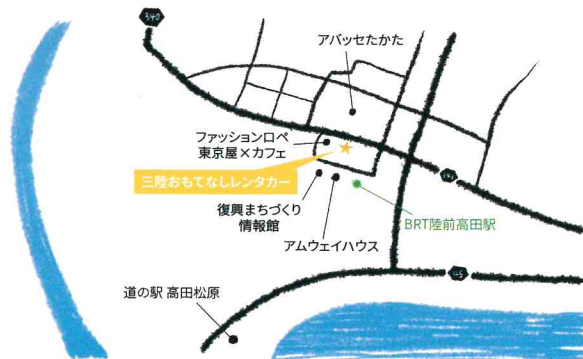 340
アバッセたかた
ファッションロペ
東京屋×カフェ
三陸おもてなしレンタカー
復興まちづくり
情報館
アムウェイハウス
BRT陸前高田駅
45
道の駅 高田松原